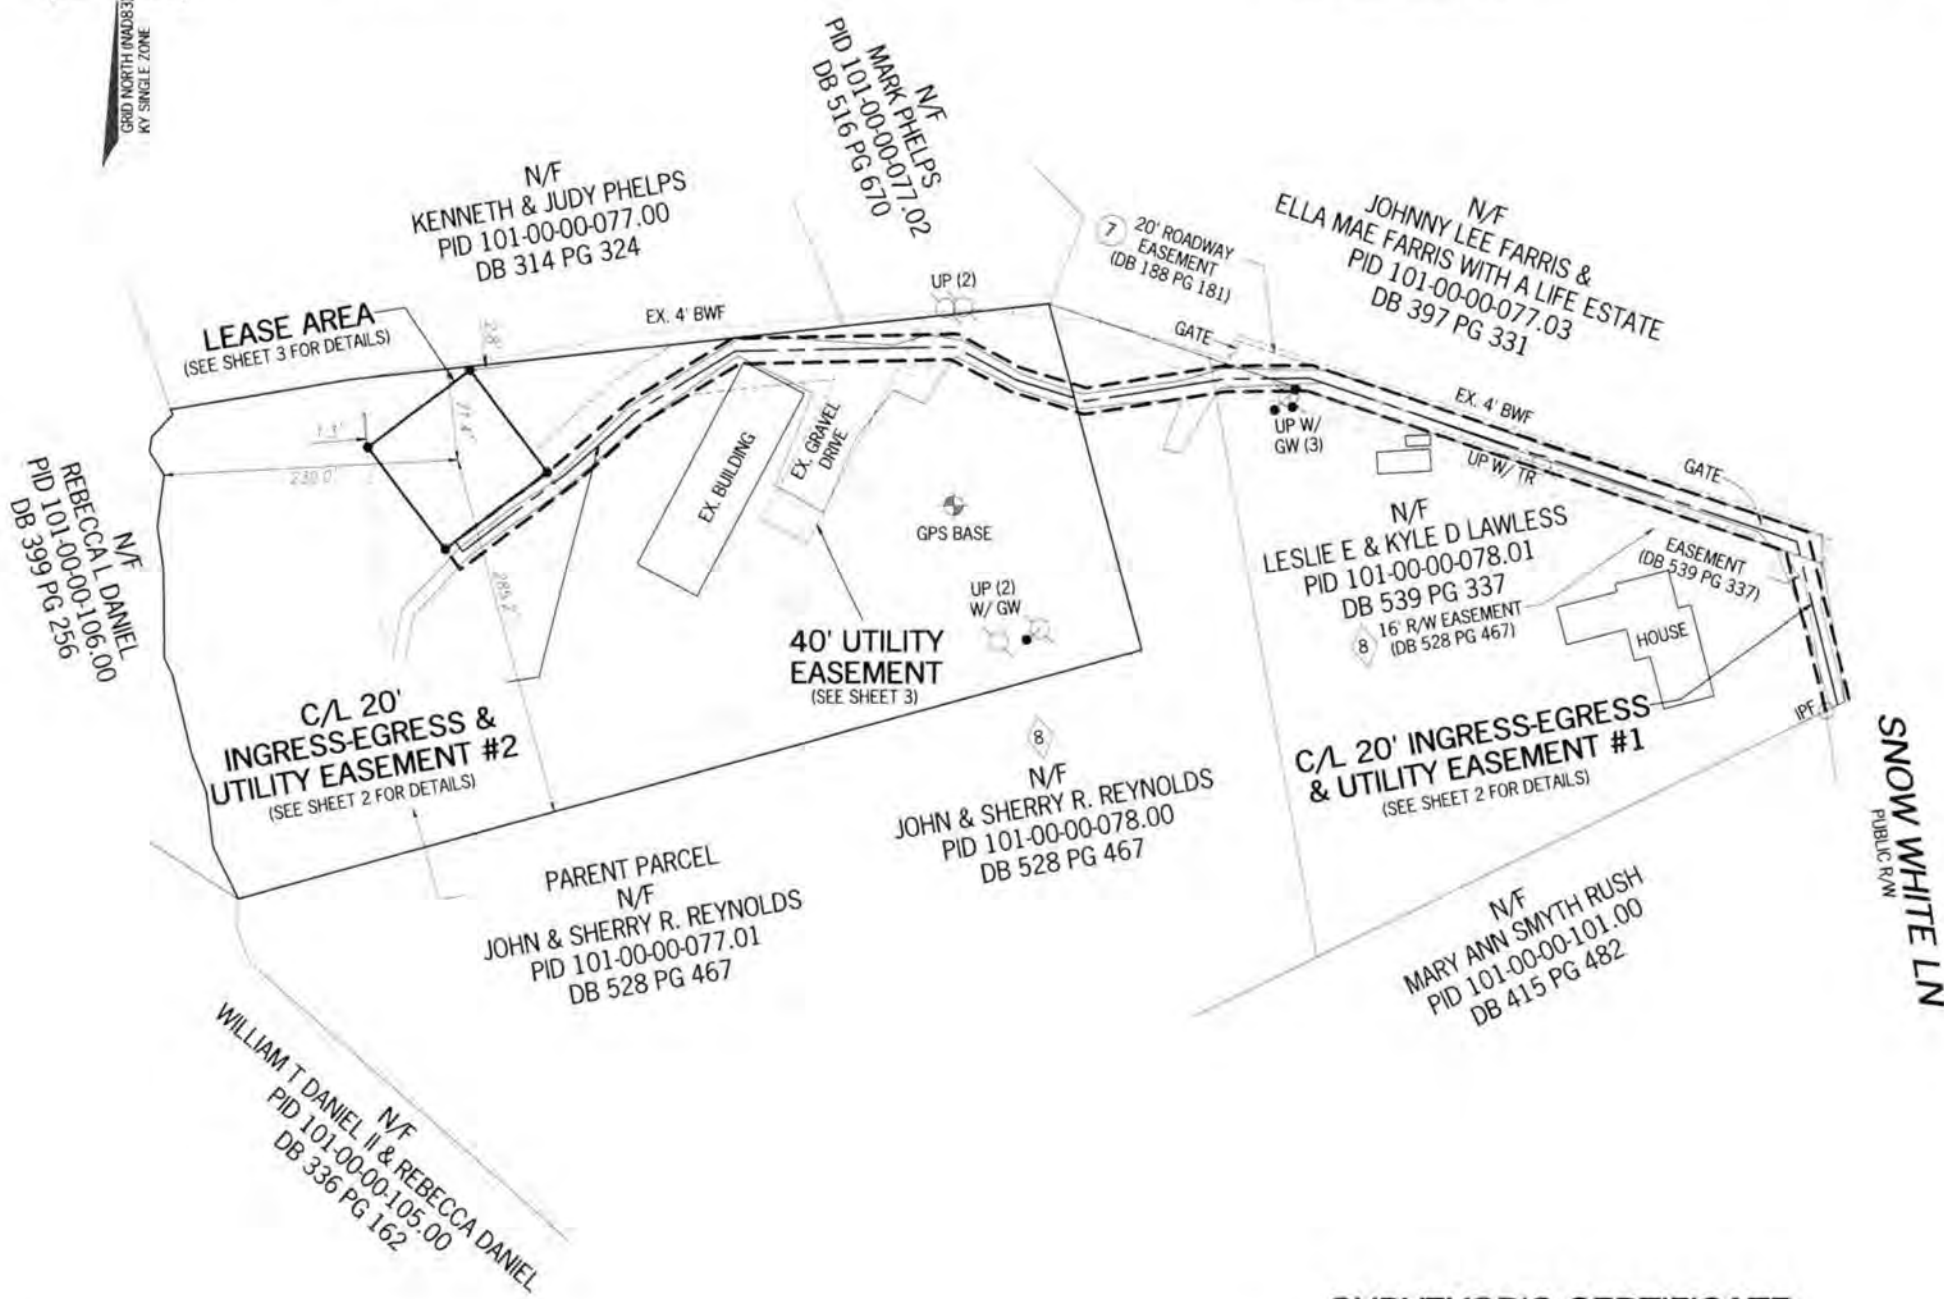 GRID NORTH (NAD83)
KY SINGLE ZONE
N/F
KENNETH & JUDY PHELPS
PID 101-00-00-077.00
DB 314 PG 324
N/F
MARK PHELPS
PID 101-00-00-077.02
DB 516 PG 670
7
20' ROADWAY
EASEMENT
(DB 188 PG 181)
N/F
JOHNNY LEE FARRIS &
ELLA MAE FARRIS WITH A LIFE ESTATE
PID 101-00-00-077.03
DB 397 PG 331
LEASE AREA
(SEE SHEET 3 FOR DETAILS)
2.8'
EX. 4' BWF
UP (2)
GATE
EX. 4' BWF
GATE
1.3'
230.0'
285.2'
EX. BUILDING
EX. GRAVEL
DRIVE
GPS BASE
UP W/
GW (3)
UP W/ TR
N/F
REBECCA L DANIEL
PID 101-00-00-106.00
DB 399 PG 256
N/F
LESLIE E & KYLE D LAWLESS
PID 101-00-00-078.01
DB 539 PG 337
8
16' R/W EASEMENT
(DB 528 PG 467)
EASEMENT
(DB 539 PG 337)
HOUSE
UP (2)
W/ GW
40' UTILITY
EASEMENT
(SEE SHEET 3)
C/L 20'
INGRESS-EGRESS &
UTILITY EASEMENT #2
(SEE SHEET 2 FOR DETAILS)
C/L 20' INGRESS-EGRESS
& UTILITY EASEMENT #1
(SEE SHEET 2 FOR DETAILS)
IPF
SNOW WHITE LN
PUBLIC R/W
8
N/F
JOHN & SHERRY R. REYNOLDS
PID 101-00-00-078.00
DB 528 PG 467
PARENT PARCEL
N/F
JOHN & SHERRY R. REYNOLDS
PID 101-00-00-077.01
DB 528 PG 467
N/F
MARY ANN SMYTH RUSH
PID 101-00-00-101.00
DB 415 PG 482
N/F
WILLIAM T DANIEL II & REBECCA DANIEL
PID 101-00-00-105.00
DB 336 PG 162